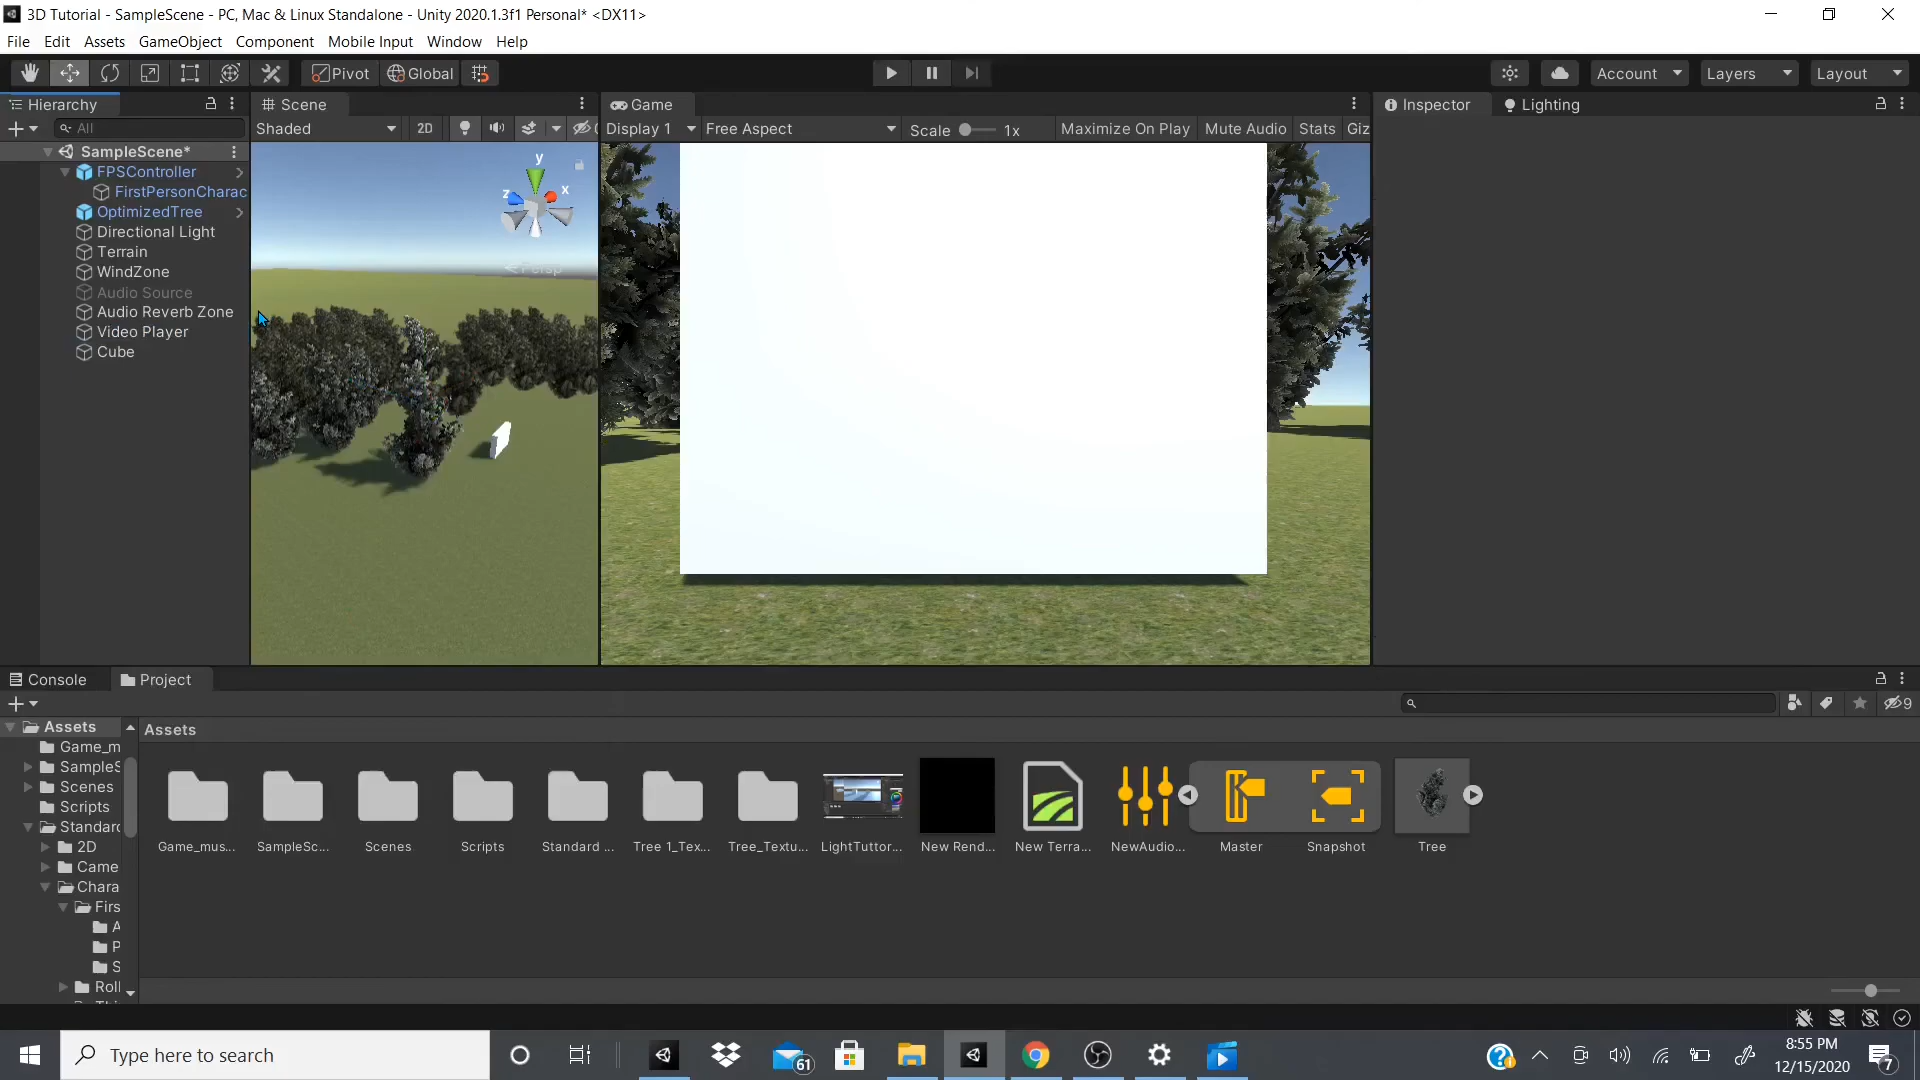 3D Tutorial - SampleScene - PC, Mac & Linux Standalone - Unity 2020.1.3f1 Personal* <DX11>
File Edit Assets GameObject Component Mobile Input Window Help
Pivot Global Account Layers Layout
Hierarchy Scene Game Inspector Lighting
All Shaded 2D Display 1 Free Aspect Scale 1x Maximize On Play Mute Audio Stats Giz
SampleScene*
FPSController
FirstPersonCharac
OptimizedTree
Directional Light
Terrain
WindZone
Audio Source
Audio Reverb Zone
Video Player
Cube
y
z
x
Persp
Console Project
9
Assets
Game_m
SampleS
Scenes
Scripts
Standard
2D
Came
Chara
Firs
A
P
S
Roll
Assets
Game_mus... SampleSc... Scenes Scripts Standard ... Tree 1_Tex... Tree_Textu... LightTuttor... New Rend... New Terra... NewAudio... Master Snapshot Tree
Type here to search
61
8:55 PM
12/15/2020
7